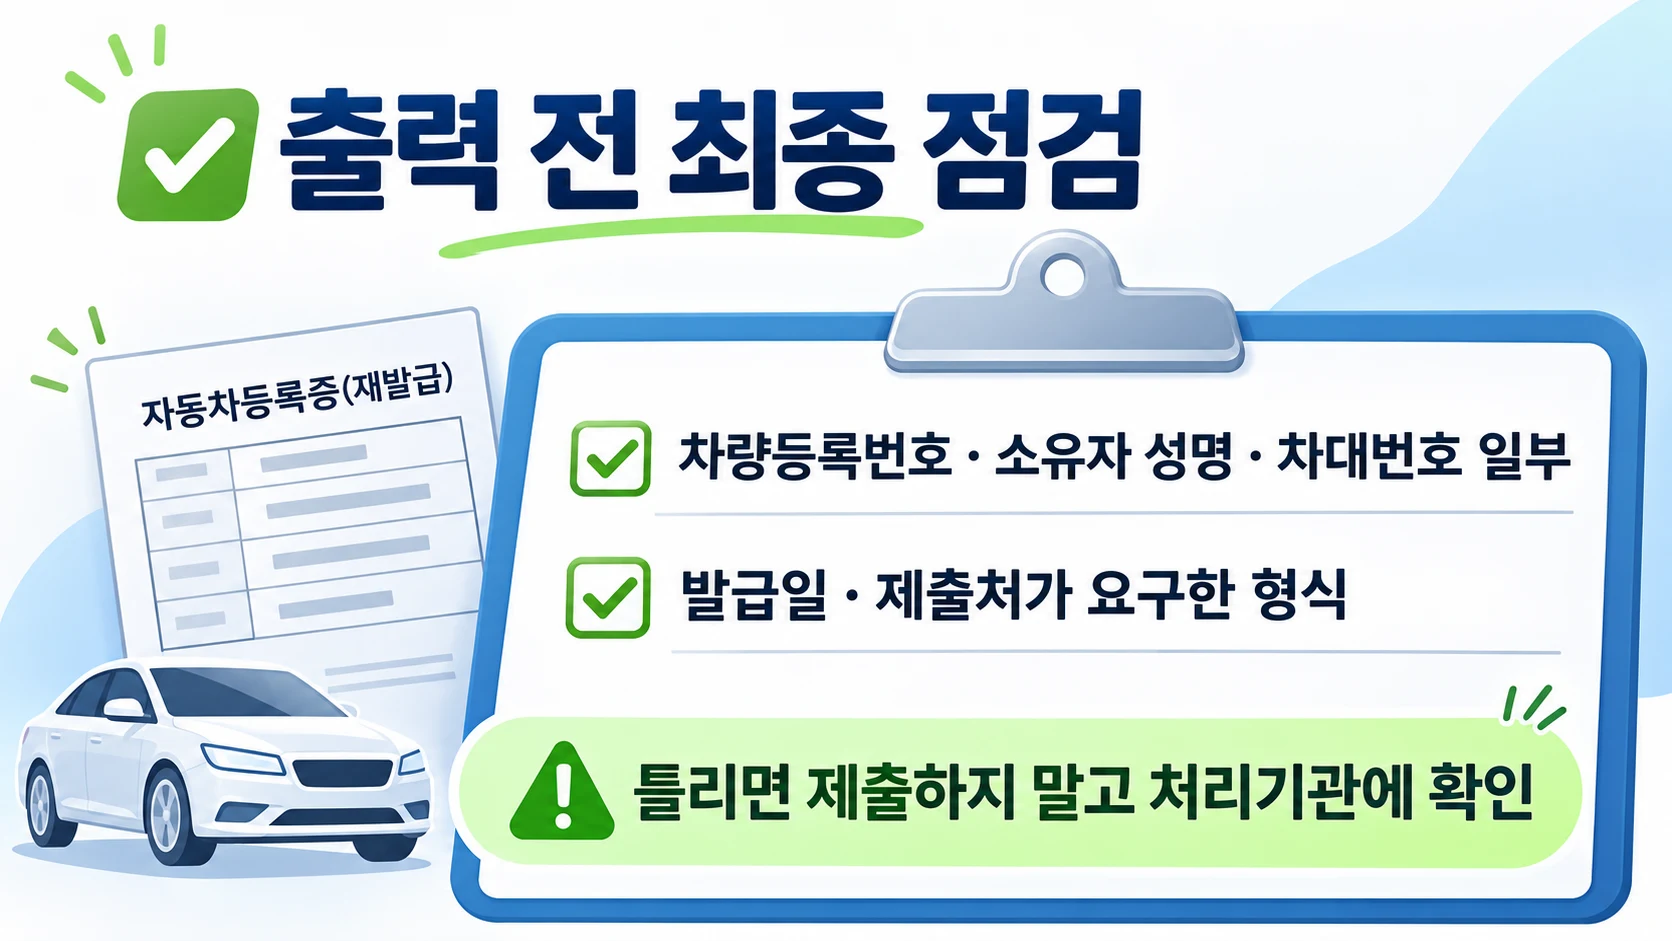 출력 전 최종 점검
자동차등록증(재발급)
차량등록번호 · 소유자 성명 · 차대번호 일부
발급일 · 제출처가 요구한 형식
틀리면 제출하지 말고 처리기관에 확인